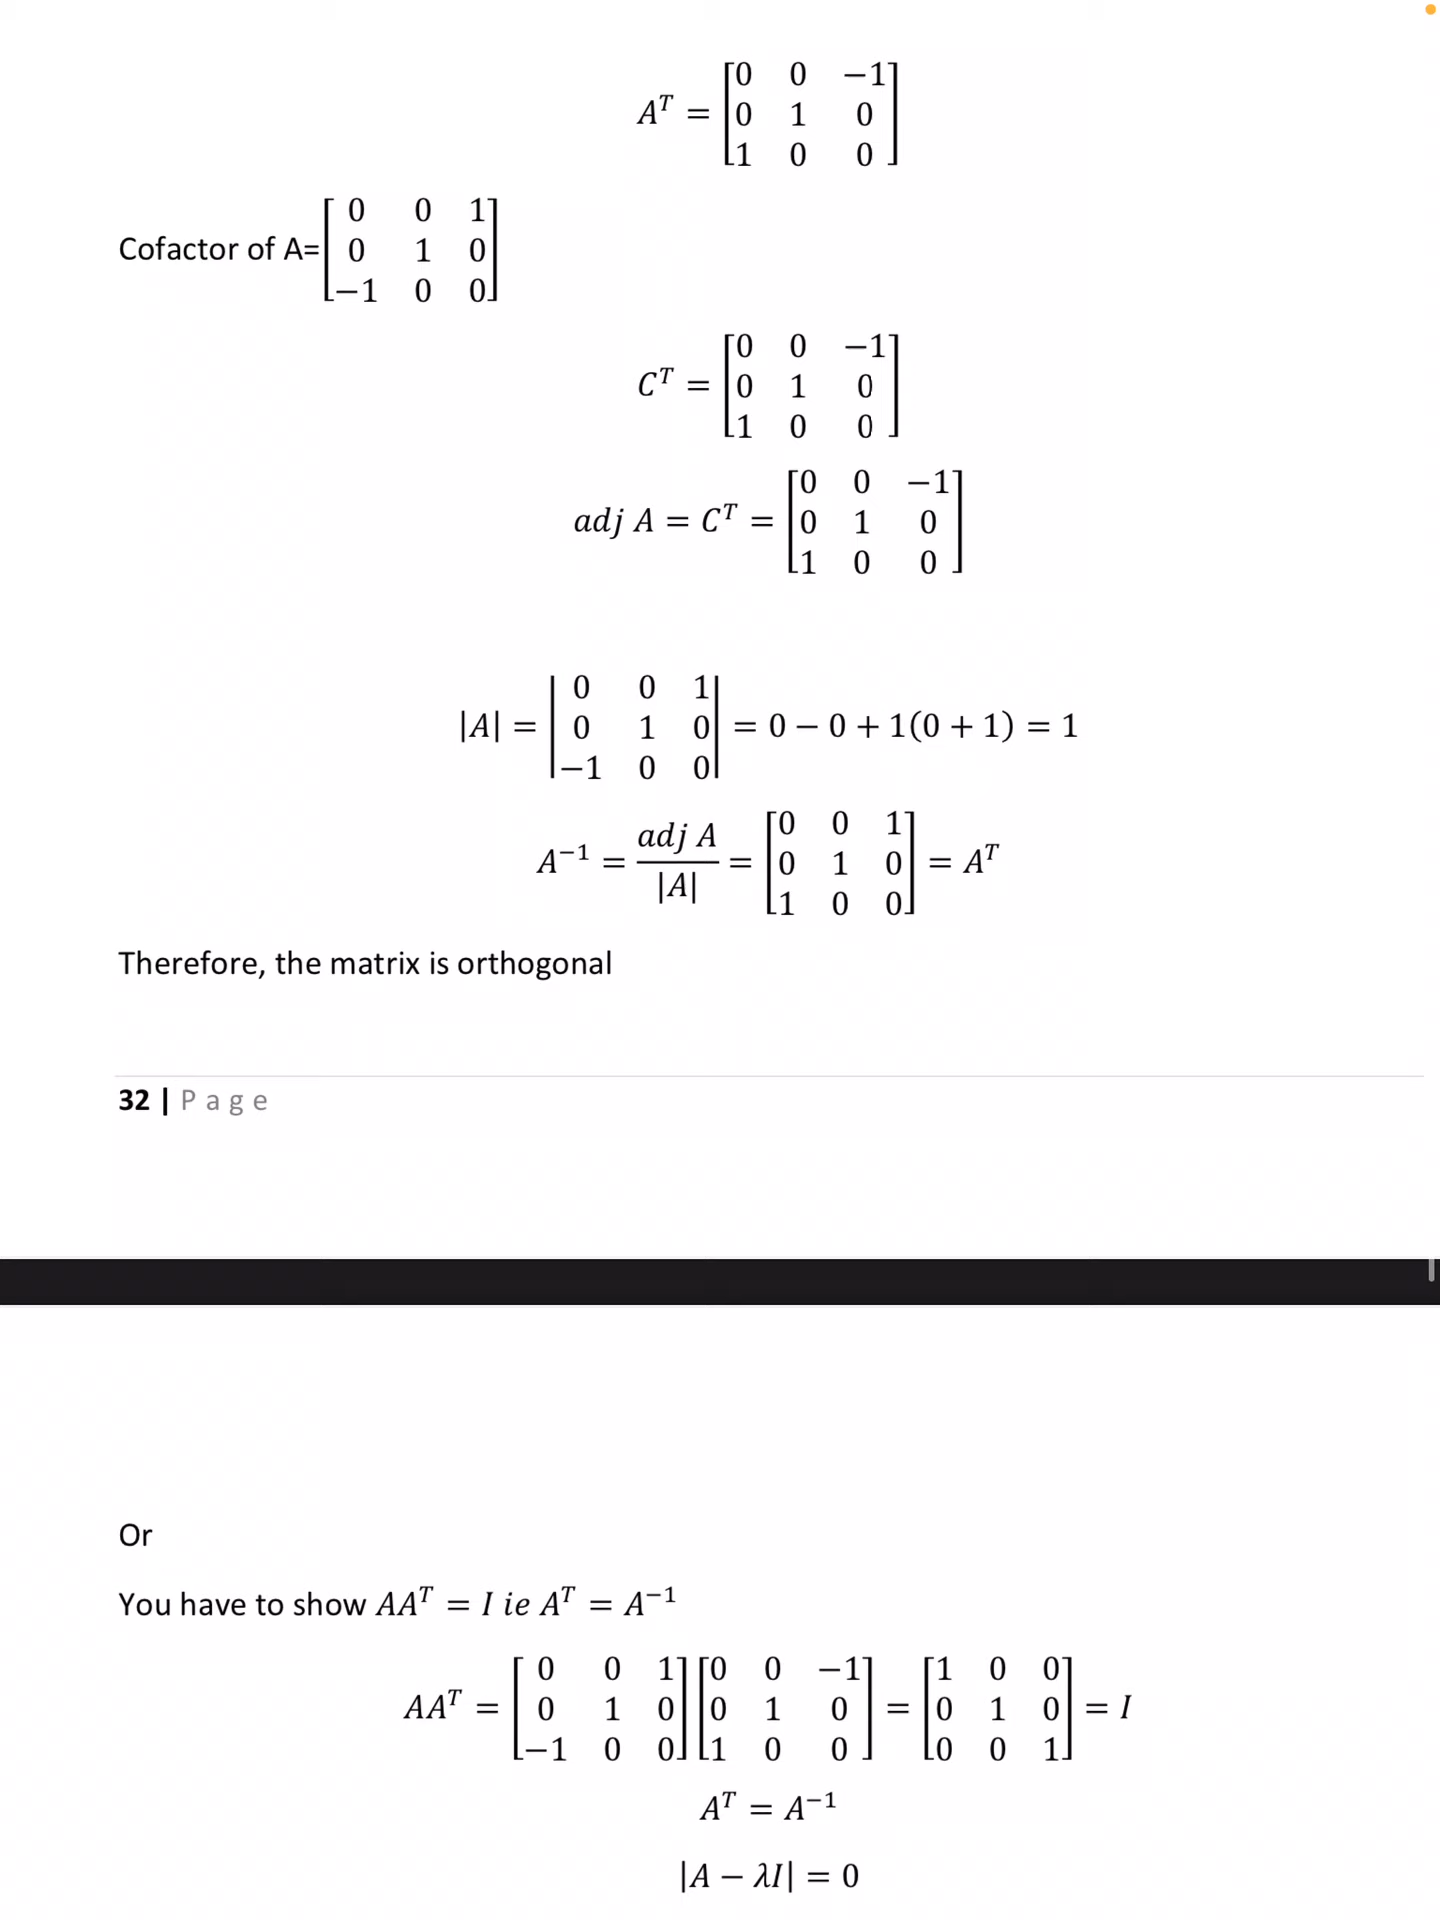 A^T = [0 0 −1; 0 1 0; 1 0 0]
Cofactor of A= [0 0 1; 0 1 0; −1 0 0]
C^T = [0 0 −1; 0 1 0; 1 0 0]
adj A = C^T = [0 0 −1; 0 1 0; 1 0 0]
|A| = |0 0 1; 0 1 0; −1 0 0| = 0 − 0 + 1(0 + 1) = 1
A^−1 = adj A / |A| = [0 0 1; 0 1 0; 1 0 0] = A^T
Therefore, the matrix is orthogonal
32 | Page
Or
You have to show AA^T = I ie A^T = A^−1
AA^T = [0 0 1; 0 1 0; −1 0 0] [0 0 −1; 0 1 0; 1 0 0] = [1 0 0; 0 1 0; 0 0 1] = I
A^T = A^−1
|A − λI| = 0